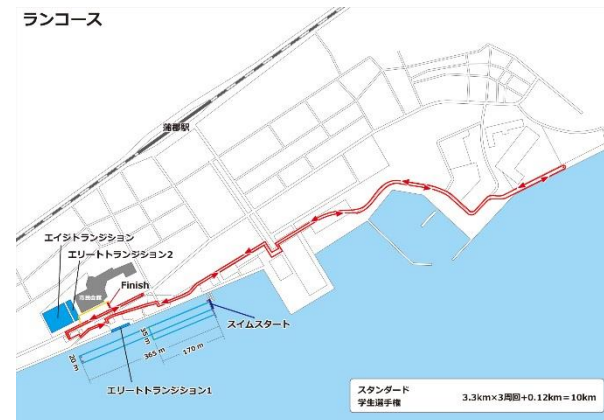 ランコース
蒲郡駅
エイジトランジション
エリートトランジション2
Finish
スイムスタート
20 m
365 m
35 m
170 m
エリートトランジション1
スタンダード
学生選手権
3.3km×3周回+0.12km=10km